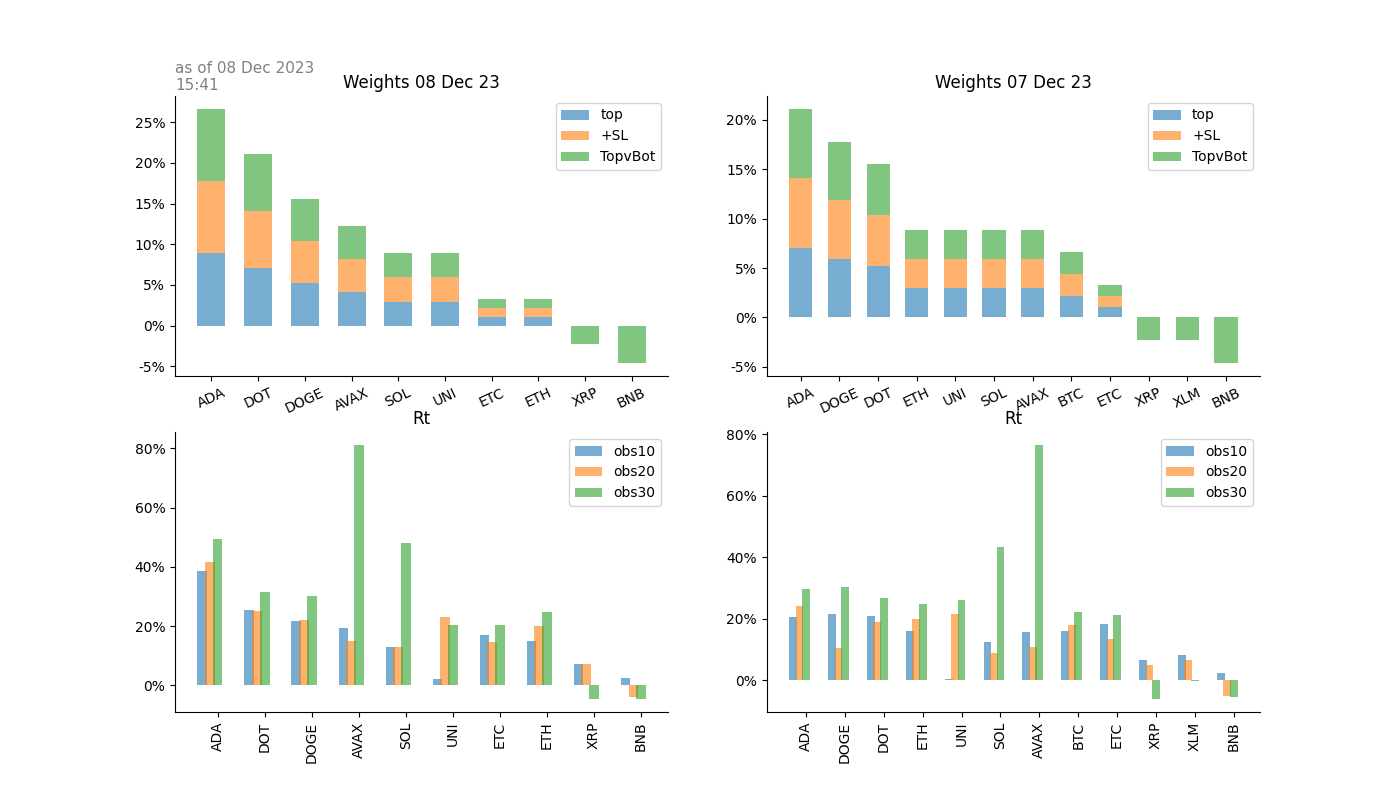 as of 08 Dec 2023
15:41
Weights 08 Dec 23
25%
20%
15%
10%
5%
0%
-5%
top
+SL
TopvBot
ADA DOT DOGE AVAX SOL UNI ETC ETH XRP BNB
Weights 07 Dec 23
20%
15%
10%
5%
0%
-5%
top
+SL
TopvBot
ADA DOGE DOT ETH UNI SOL AVAX BTC ETC XRP XLM BNB
Rt
80%
60%
40%
20%
0%
obs10
obs20
obs30
ADA DOT DOGE AVAX SOL UNI ETC ETH XRP BNB
Rt
80%
60%
40%
20%
0%
obs10
obs20
obs30
ADA DOGE DOT ETH UNI SOL AVAX BTC ETC XRP XLM BNB